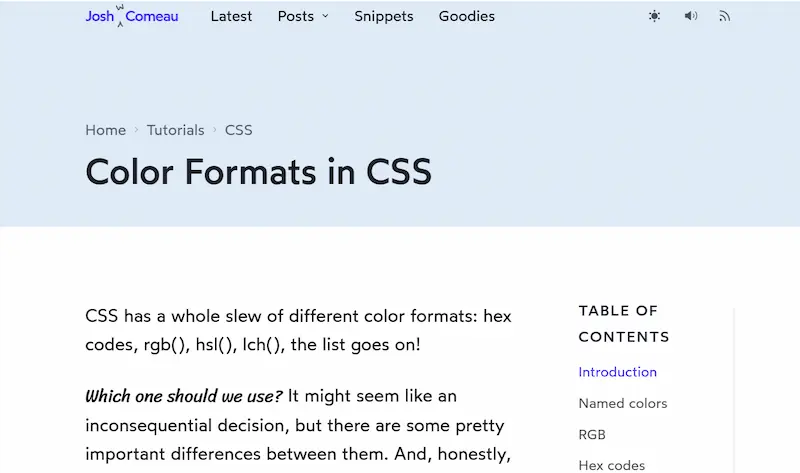 Josh W Comeau Latest Posts Snippets Goodies
Home › Tutorials › CSS
Color Formats in CSS
CSS has a whole slew of different color formats: hex
codes, rgb(), hsl(), lch(), the list goes on!
Which one should we use? It might seem like an
inconsequential decision, but there are some pretty
important differences between them. And, honestly,
TABLE OF
CONTENTS
Introduction
Named colors
RGB
Hex codes